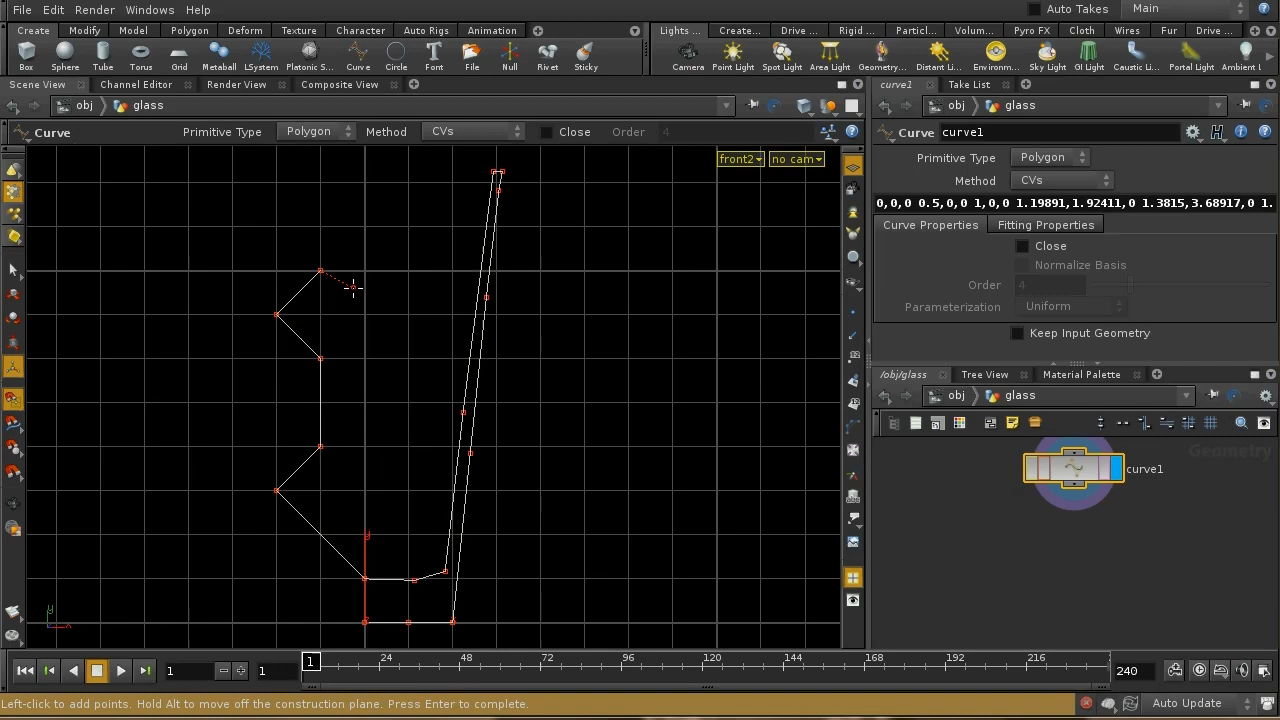 File Edit Render Windows Help Auto Takes Main
Create Modify Model Polygon Deform Texture Character Auto Rigs Animation Lights ... Create... Drive ... Rigid ... Particl... Volum... Pyro FX Cloth Wires Fur Drive ...
Box Sphere Tube Torus Grid Metaball LSystem Platonic S... Curve Circle Font File Null Rivet Sticky Camera Point Light Spot Light Area Light Geometry... Distant Li... Environm... Sky Light GI Light Caustic Li... Portal Light Ambient L
Scene View Channel Editor Render View Composite View curve1 Take List
obj glass obj glass
Curve Primitive Type Polygon Method CVs Close Order 4 Curve curve1
front2 no cam Primitive Type Polygon
Method CVs
0,0,0 0.5,0,0 1,0,0 1.19891,1.92411,0 1.3815,3.68917,0 1.
Curve Properties Fitting Properties
Close
Normalize Basis
Order 4
Parameterization Uniform
Keep Input Geometry
/obj/glass Tree View Material Palette
obj glass
Geometry
curve1
y
y x
1 1 1 24 48 72 96 120 144 168 192 216 240
Left-click to add points. Hold Alt to move off the construction plane. Press Enter to complete. Auto Update